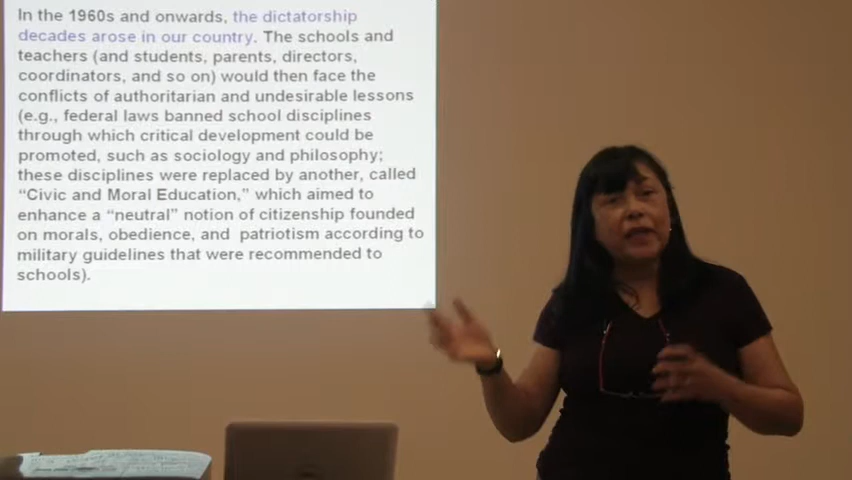 In the 1960s and onwards, the dictatorship
decades arose in our country. The schools and
teachers (and students, parents, directors,
coordinators, and so on) would then face the
conflicts of authoritarian and undesirable lessons
(e.g., federal laws banned school disciplines
through which critical development could be
promoted, such as sociology and philosophy;
these disciplines were replaced by another, called
“Civic and Moral Education,” which aimed to
enhance a “neutral” notion of citizenship founded
on morals, obedience, and patriotism according to
military guidelines that were recommended to
schools).